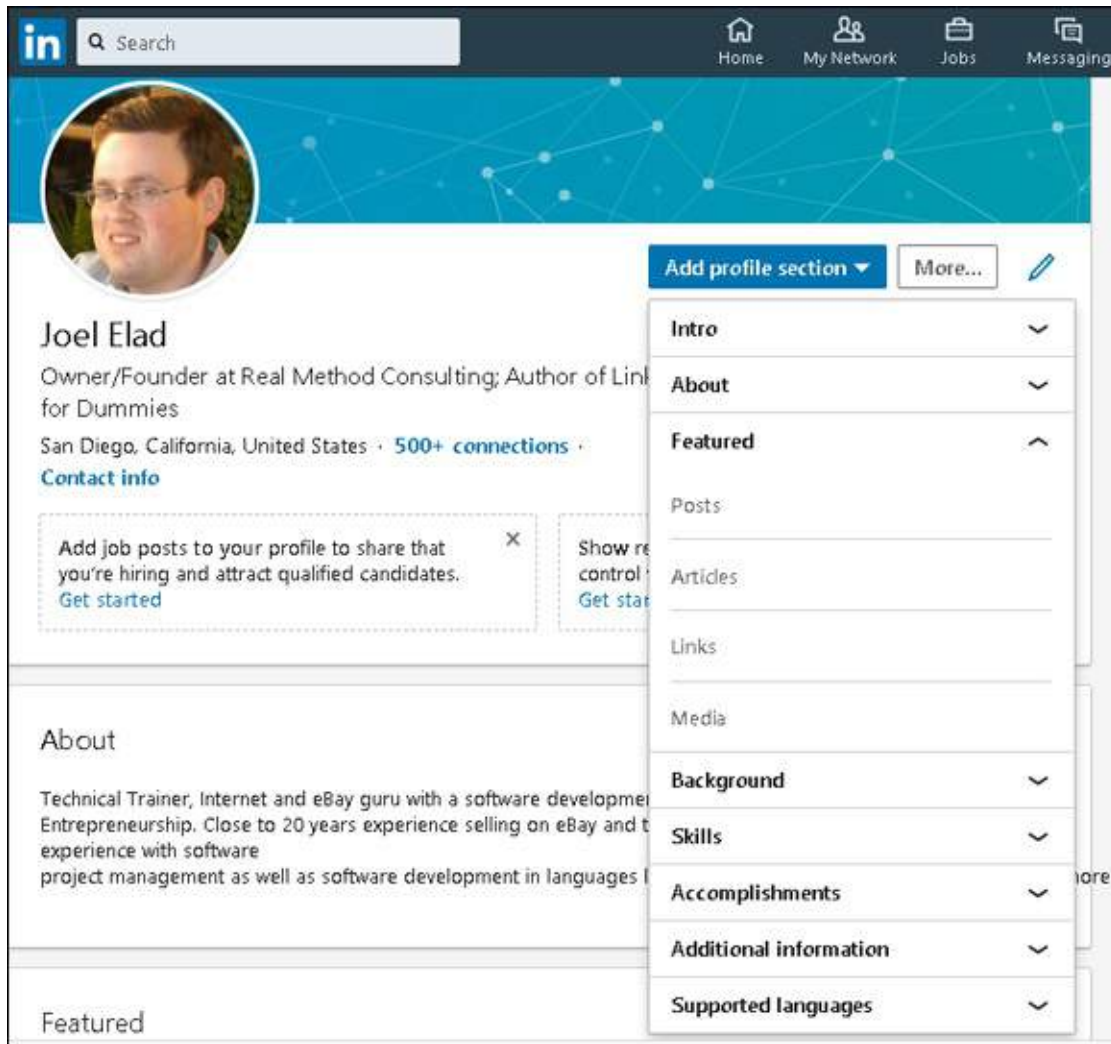 in
Search
Home
My Network
Jobs
Messaging
Add profile section
More...
Joel Elad
Owner/Founder at Real Method Consulting; Author of
for Dummies
San Diego, California, United States · 500+ connections ·
Contact info
Add job posts to your profile to share that
you're hiring and attract qualified candidates.
Get started
Show
control
Get
Intro
About
Featured
Posts
Articles
Links
Media
Background
Skills
Accomplishments
Additional information
Supported languages
About
Technical Trainer, Internet and eBay guru with a software
Entrepreneurship. Close to 20 years experience selling on eBay and
experience with software
project management as well as software development in languages
Featured